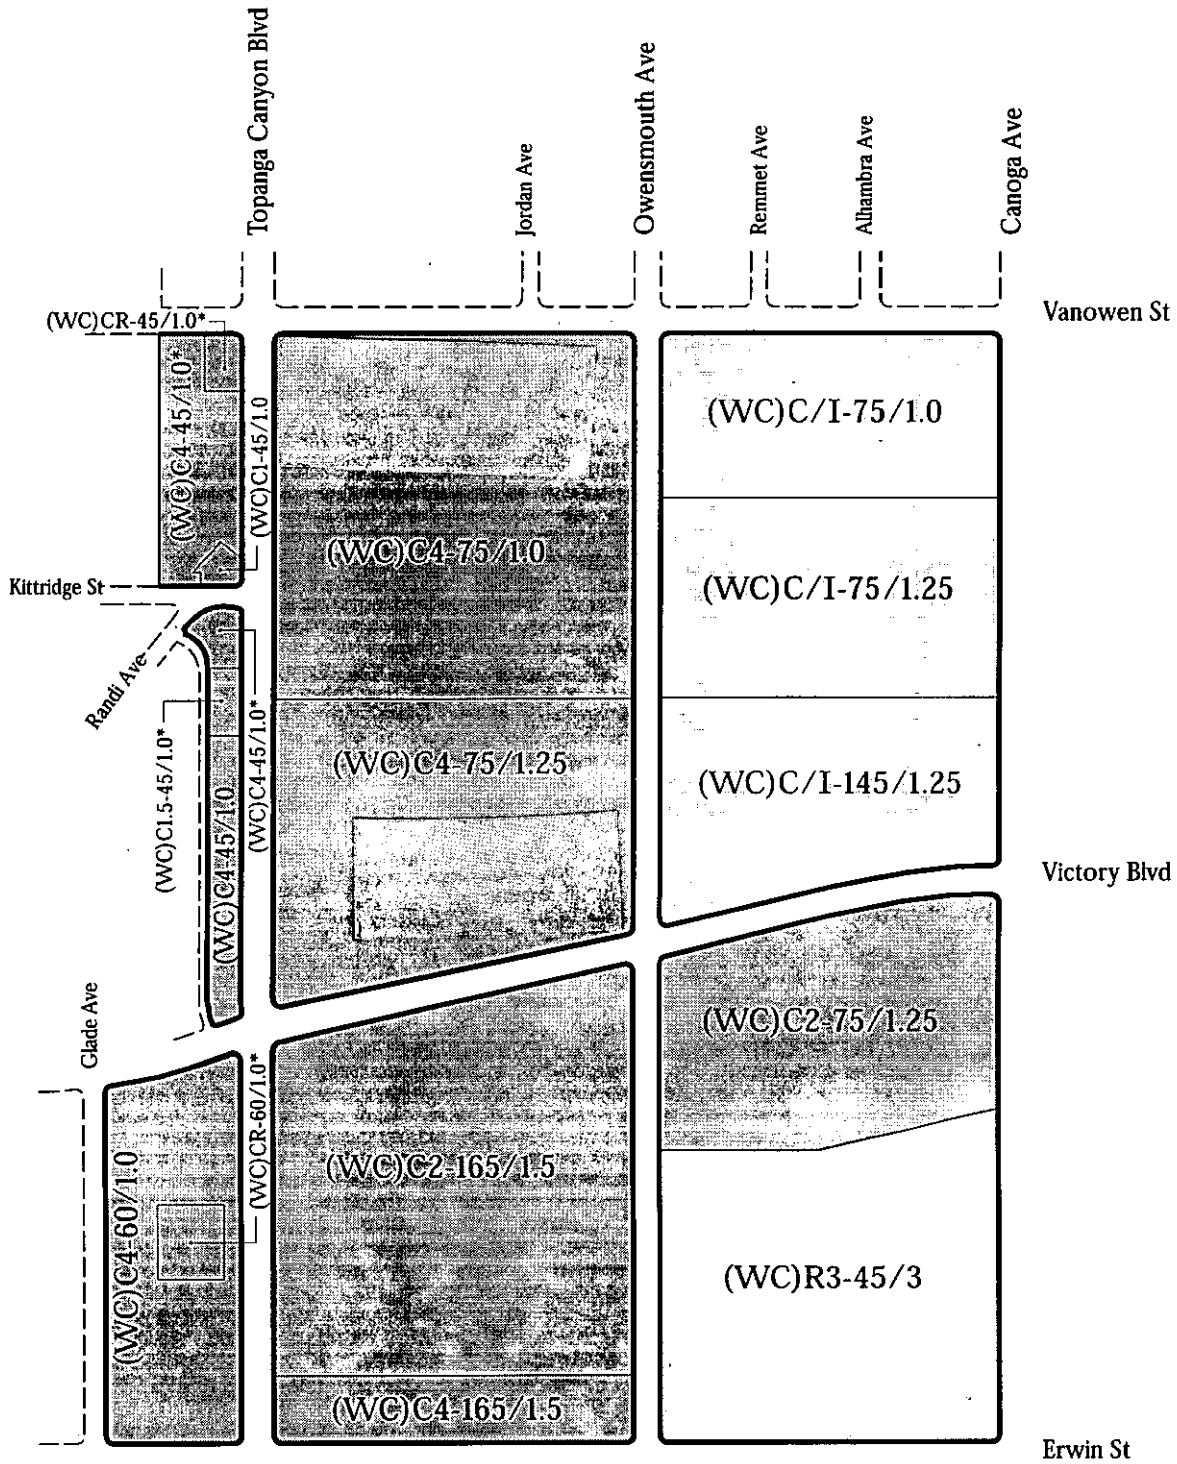 Topanga Canyon Blvd
Jordan Ave
Owensmouth Ave
Remmet Ave
Alhambra Ave
Canoga Ave
Vanowen St
(WC)CR-45/1.0*
(WC)C4-45/1.0*
(WC)C1-45/1.0
(WC)C/I-75/1.0
(WC)C4-75/1.0
(WC)C/I-75/1.25
Kittridge St
Randi Ave
(WC)C1.5-45/1.0*
(WC)C4-45/1.0
(WC)C4-45/1.0*
(WC)C4-75/1.25
(WC)C/I-145/1.25
Victory Blvd
Glade Ave
(WC)C2-75/1.25
(WC)CR-60/1.0*
(WC)C4-60/1.0
(WC)C2-165/1.5
(WC)R3-45/3
(WC)C4-165/1.5
Erwin St